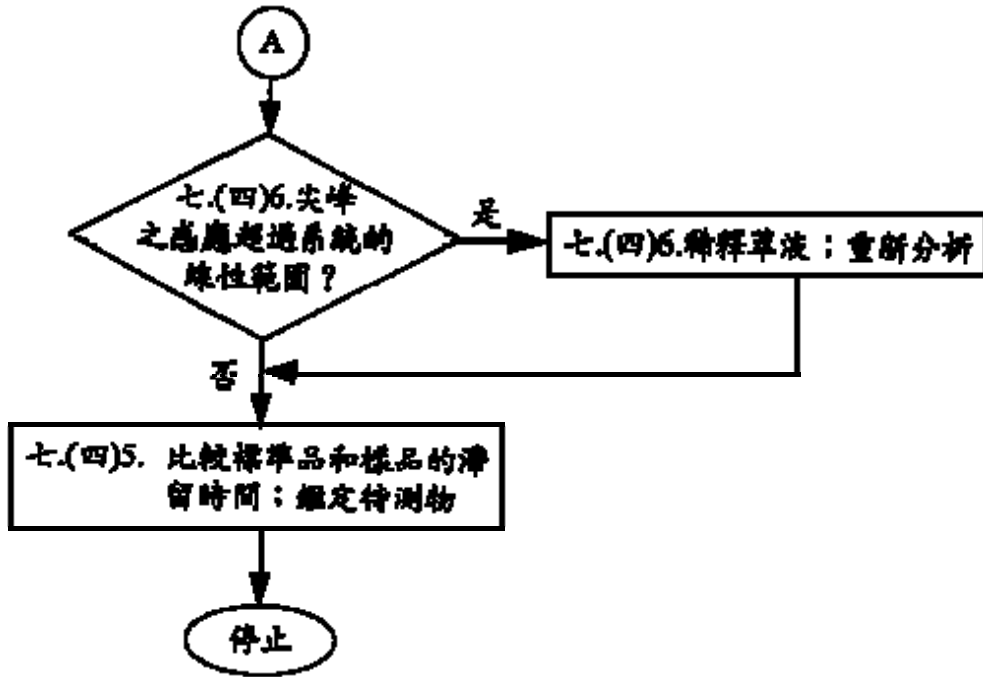 A
七.(四)6.尖峰
之感應超過系統的
線性範圍？
是
七.(四)6.稀釋萃液；重新分析
否
七.(四)5. 比較標準品和樣品的滯
留時間；鑑定待測物
停止